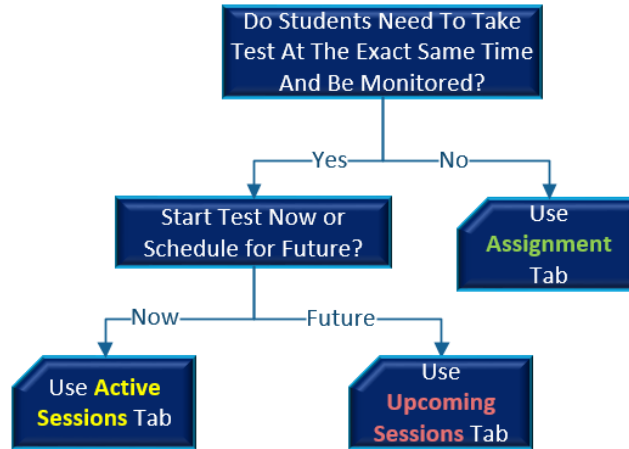 Do Students Need To Take
Test At The Exact Same Time
And Be Monitored?
Yes
No
Start Test Now or
Schedule for Future?
Use
Assignment
Tab
Now
Future
Use Active
Sessions Tab
Use
Upcoming
Sessions Tab